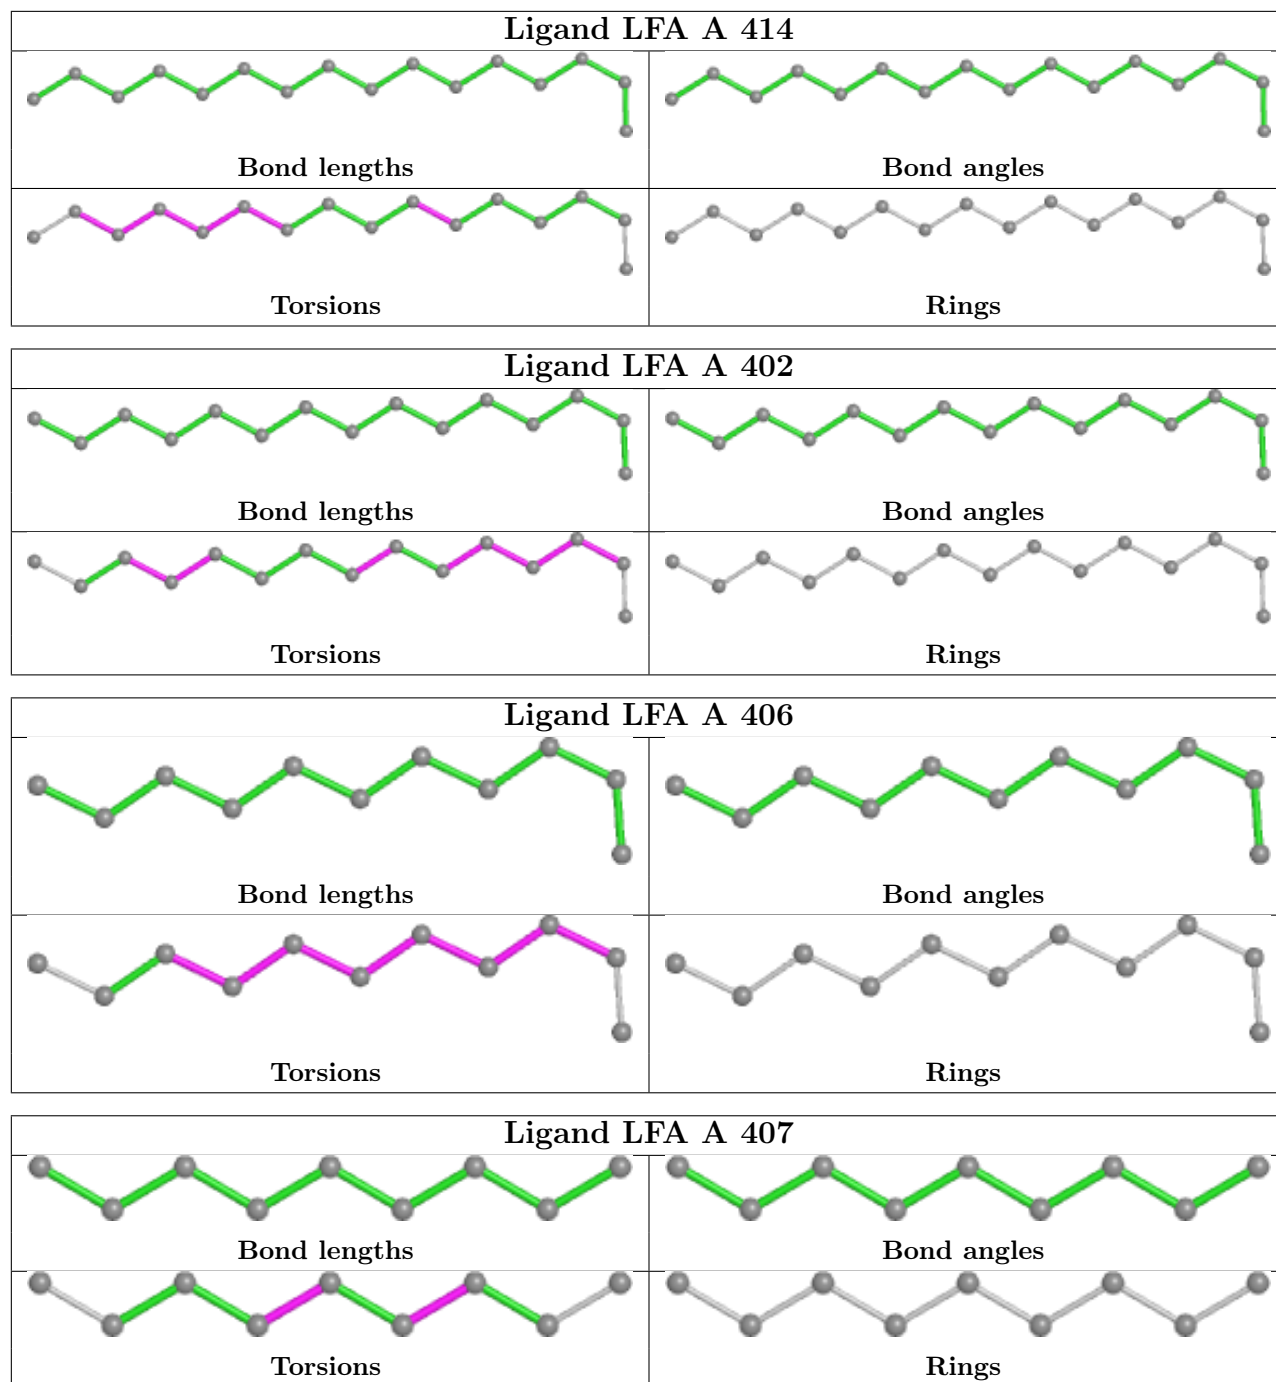 Ligand LFA A 414
Bond lengths
Bond angles
Torsions
Rings
Ligand LFA A 402
Bond lengths
Bond angles
Torsions
Rings
Ligand LFA A 406
Bond lengths
Bond angles
Torsions
Rings
Ligand LFA A 407
Bond lengths
Bond angles
Torsions
Rings